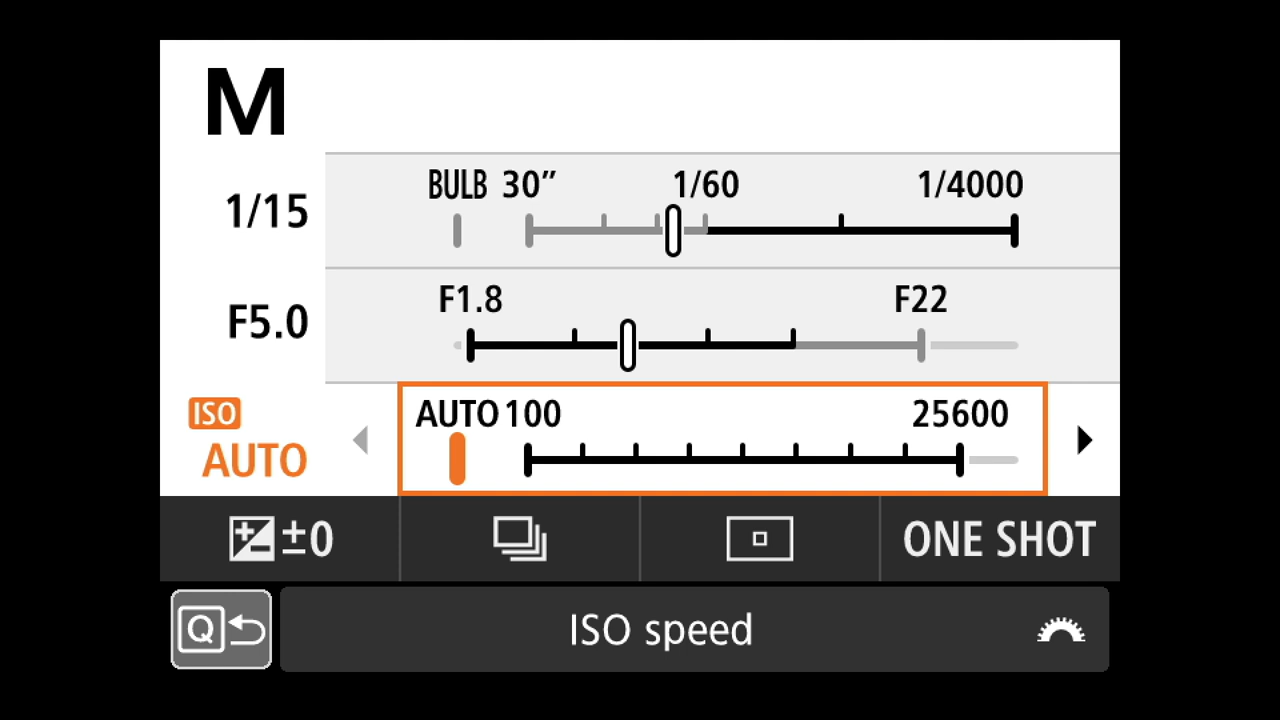 M
BULB 30” 1/60 1/4000
1/15
F1.8 F22
F5.0
ISO AUTO 100 25600
AUTO
±0 ONE SHOT
Q ISO speed